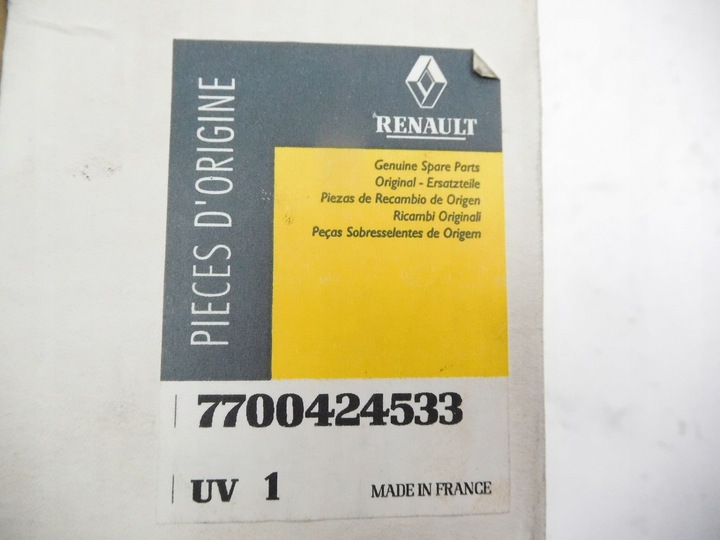 PIECES D'ORIGINE
RENAULT
Genuine Spare Parts
Original - Ersatzteile
Piezas de Recambio de Origen
Ricambi Originali
Peças Sobresselentes de Origem
7700424533
UV 1
MADE IN FRANCE